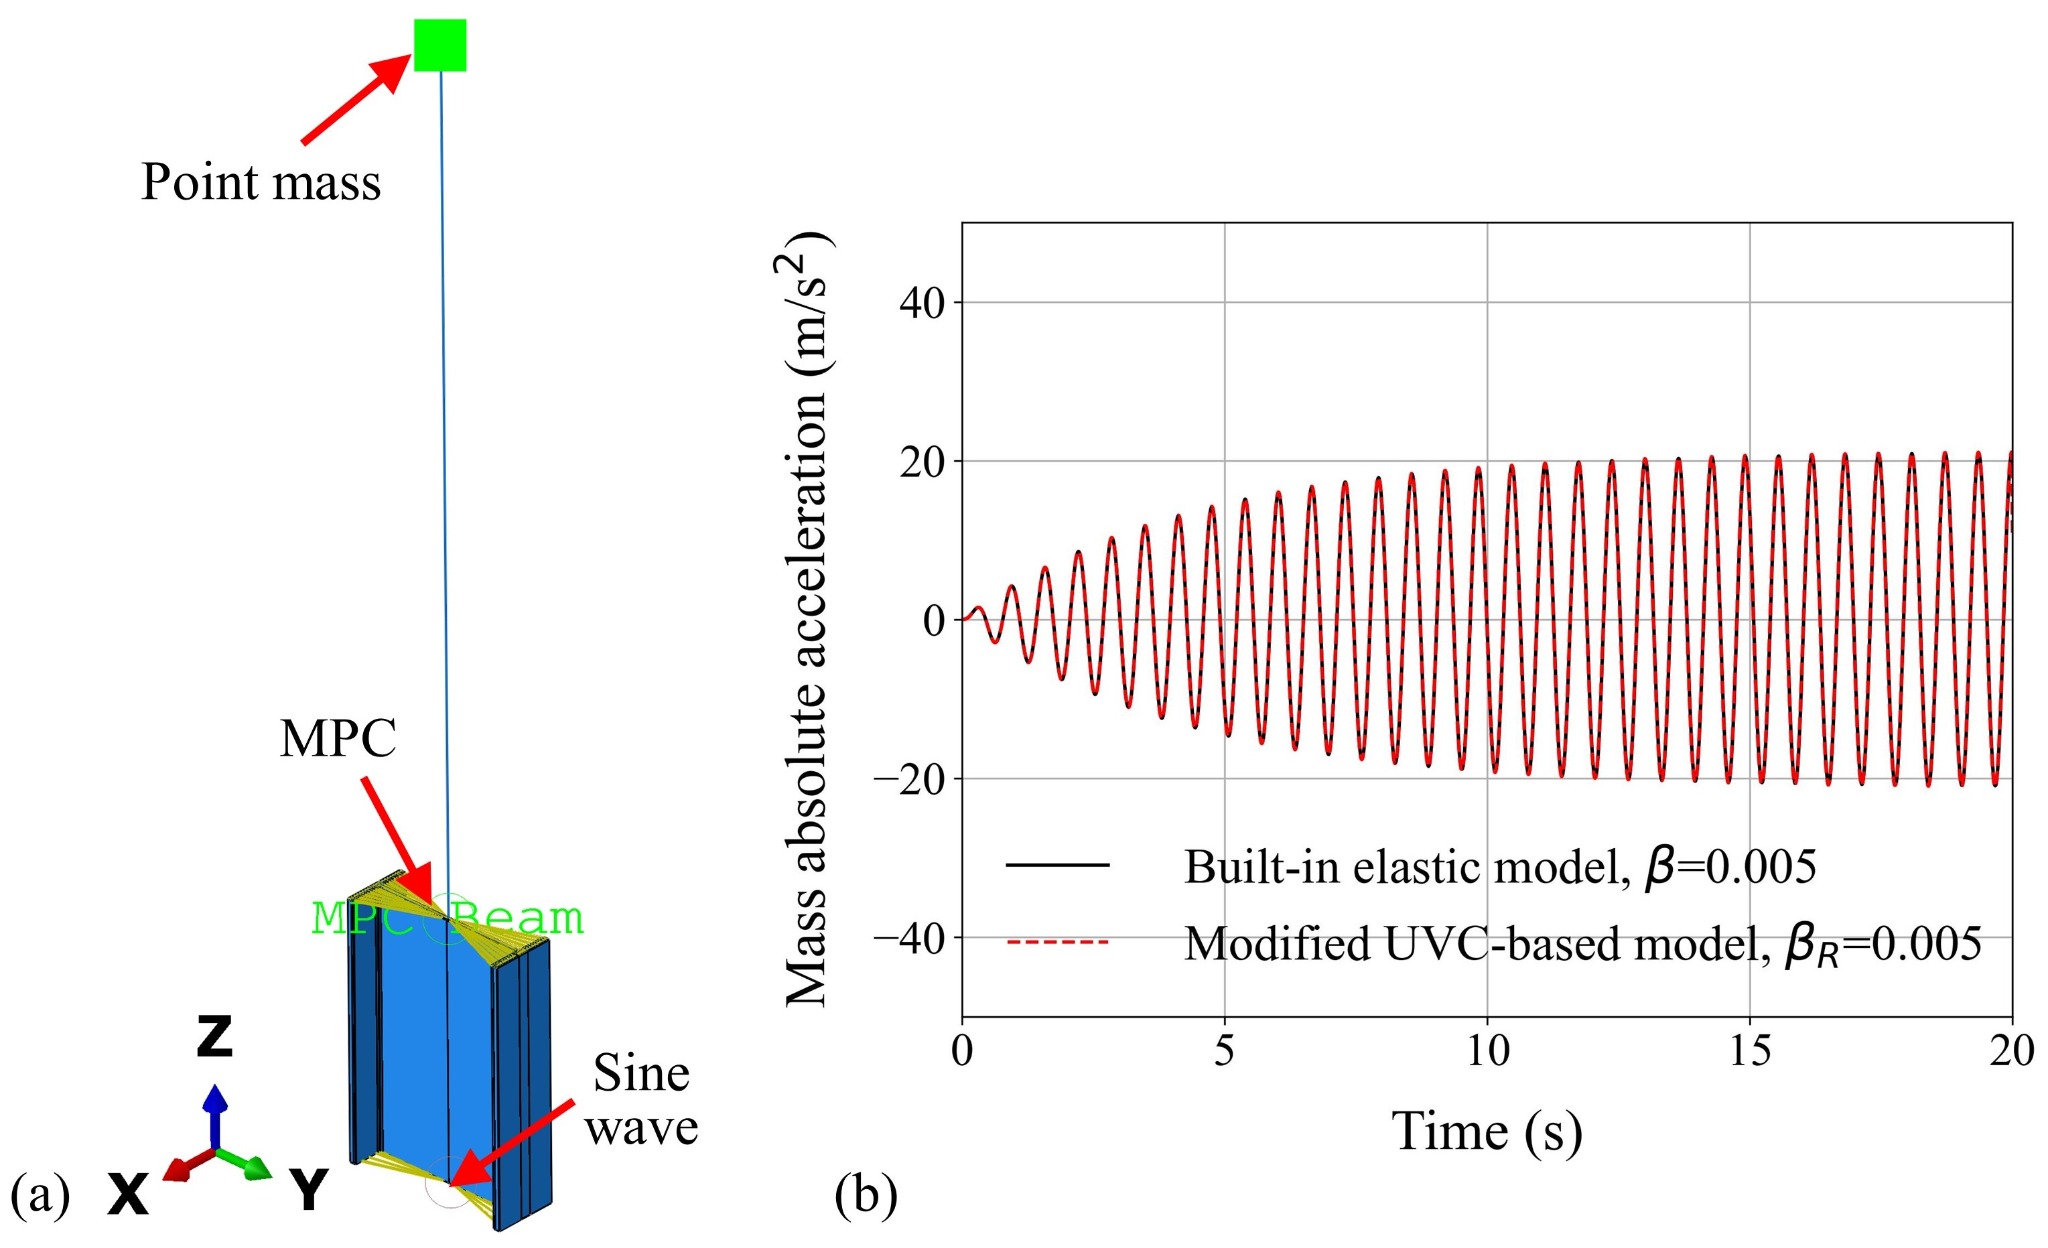 Point mass
MPC
MPC Beam
Sine
wave
Z
X
Y
(a)
Mass absolute acceleration (m/s²)
40
20
0
−20
−40
Built-in elastic model, β=0.005
Modified UVC-based model, β_R=0.005
0 5 10 15 20
Time (s)
(b)